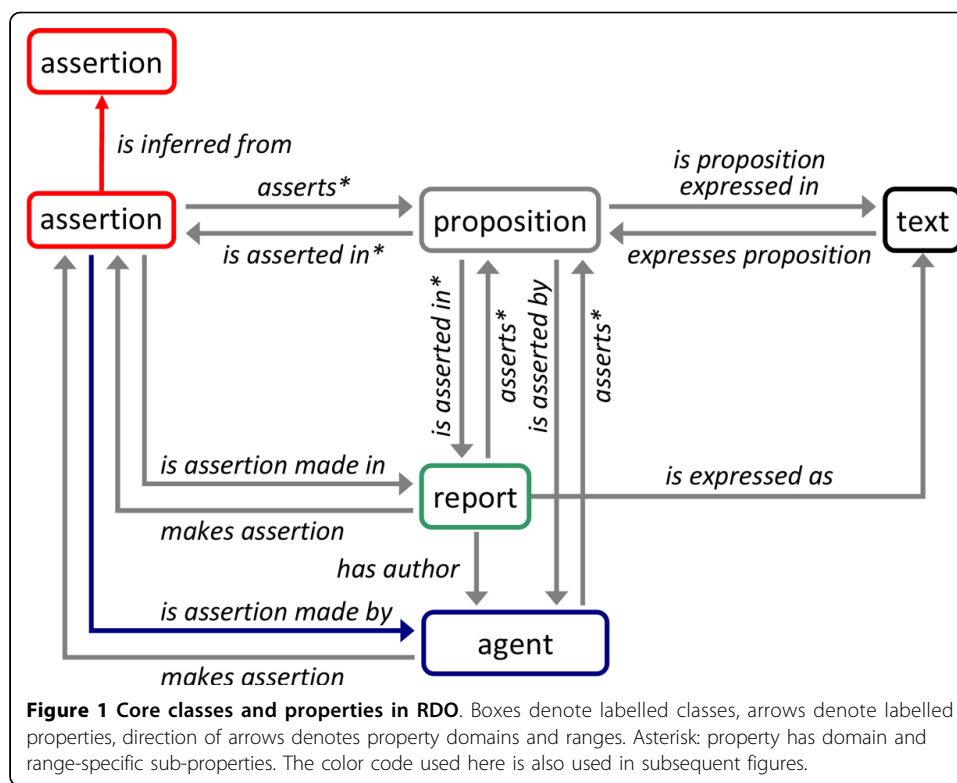 assertion
is inferred from
assertion
asserts*
is asserted in*
proposition
is proposition
expressed in
expresses proposition
text
is asserted in*
asserts*
is asserted by
asserts*
is assertion made in
makes assertion
report
is expressed as
has author
is assertion made by
makes assertion
agent
Figure 1 Core classes and properties in RDO. Boxes denote labelled classes, arrows denote labelled
properties, direction of arrows denotes property domains and ranges. Asterisk: property has domain and
range-specific sub-properties. The color code used here is also used in subsequent figures.